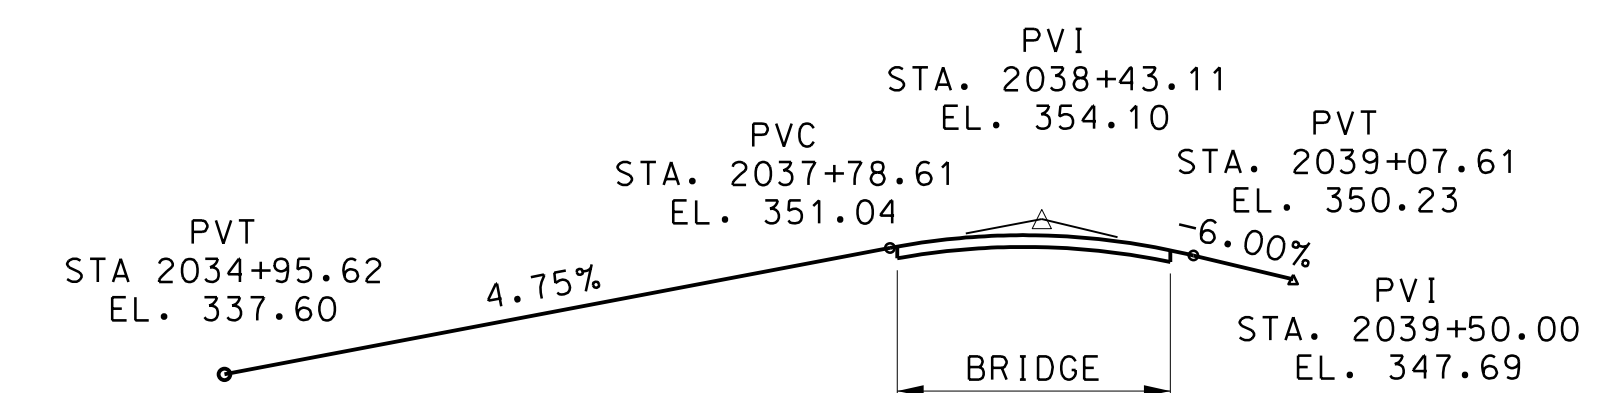 PVI
STA. 2038+43.11
EL. 354.10
PVC
STA. 2037+78.61
EL. 351.04
PVT
STA. 2039+07.61
EL. 350.23
PVT
STA 2034+95.62
EL. 337.60
4.75%
-6.00%
PVI
STA. 2039+50.00
EL. 347.69
BRIDGE